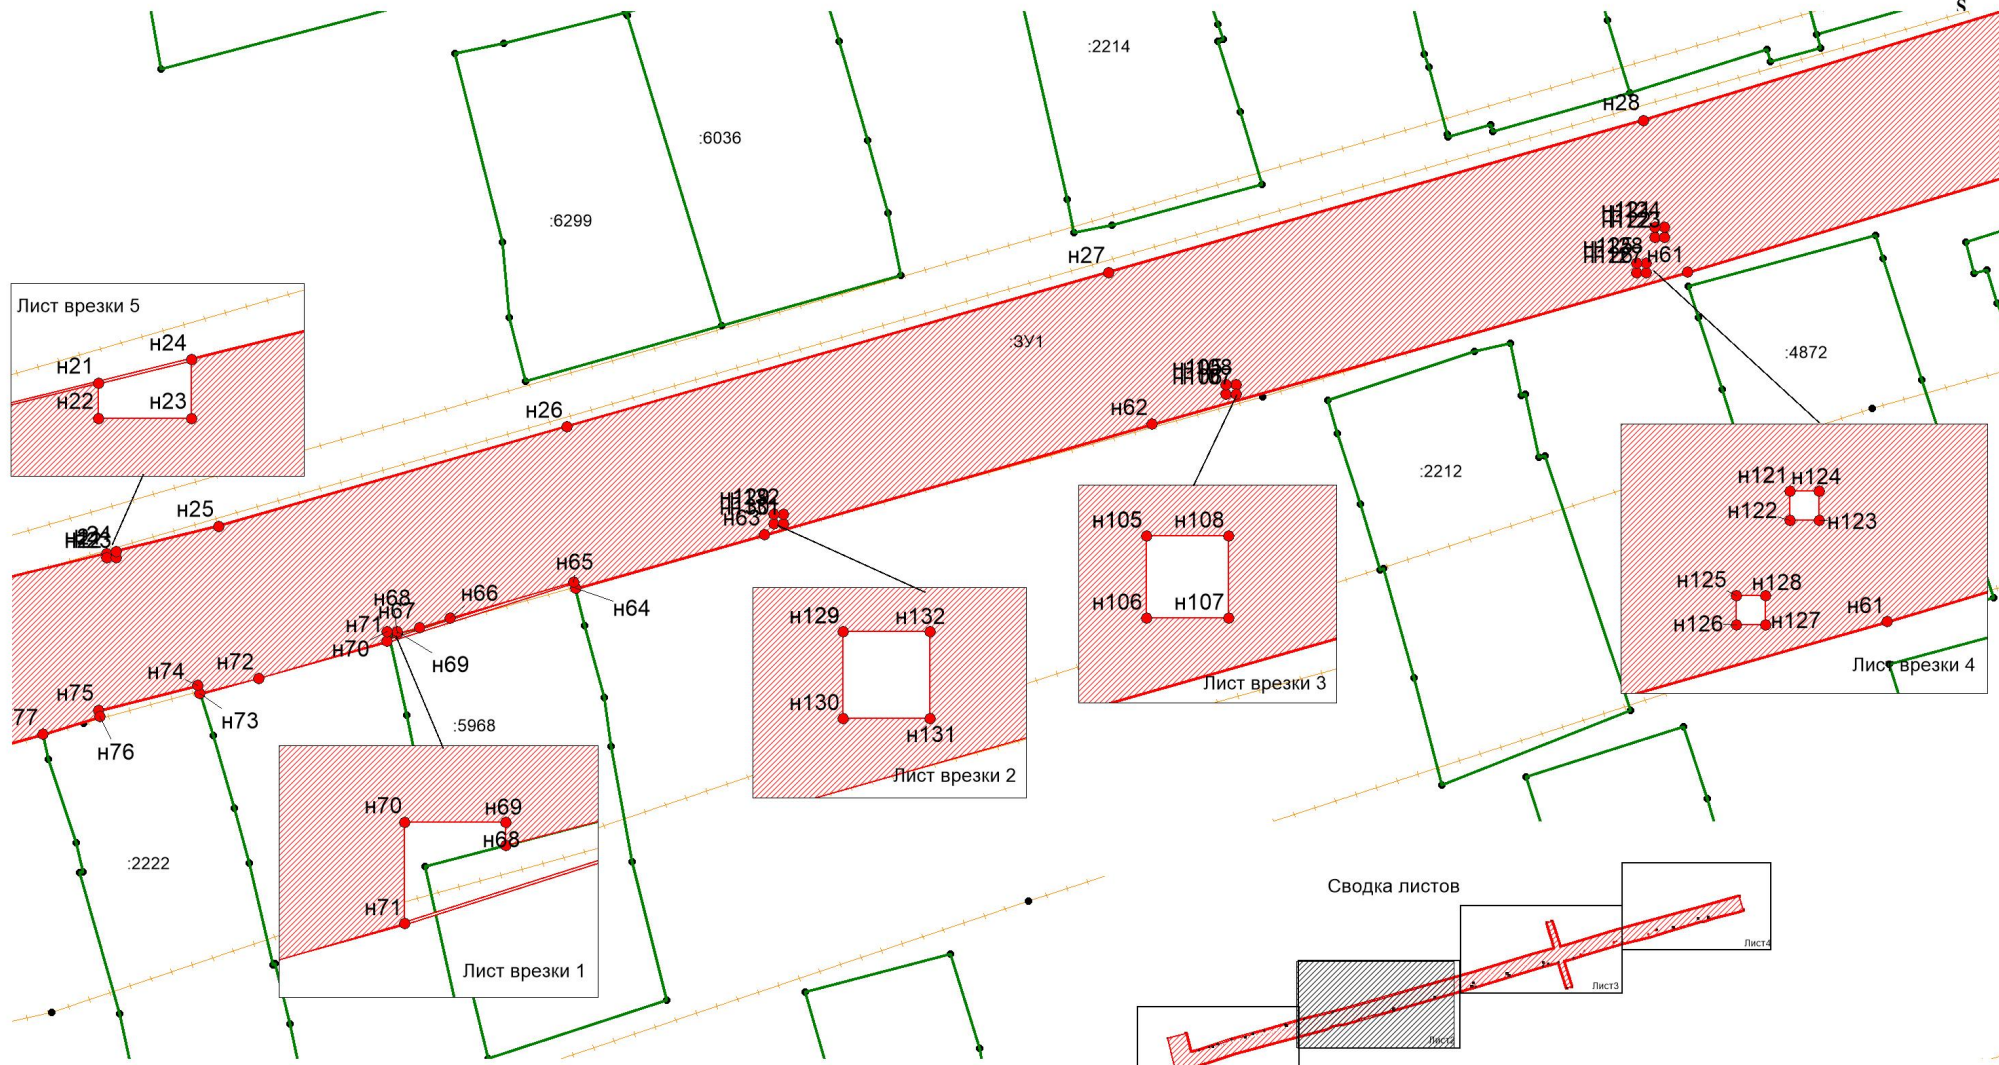 S
:2214
н28
:6036
:6299
н27
н61
:ЗУ1
:4872
Лист врезки 5
н24
н21
н22
н23
н26
н62
:2212
н25
н63
н65
н66
н64
н68
н67
н71
н70
н69
н72
н74
н75
н73
н76
77
:5968
:2222
н105
н108
н106
н107
Лист врезки 3
н121
н124
н122
н123
н125
н128
н126
н127
н61
Лист врезки 4
н129
н132
н130
н131
Лист врезки 2
н70
н69
н68
н71
Лист врезки 1
Сводка листов
Лист4
Лист3
Лист2